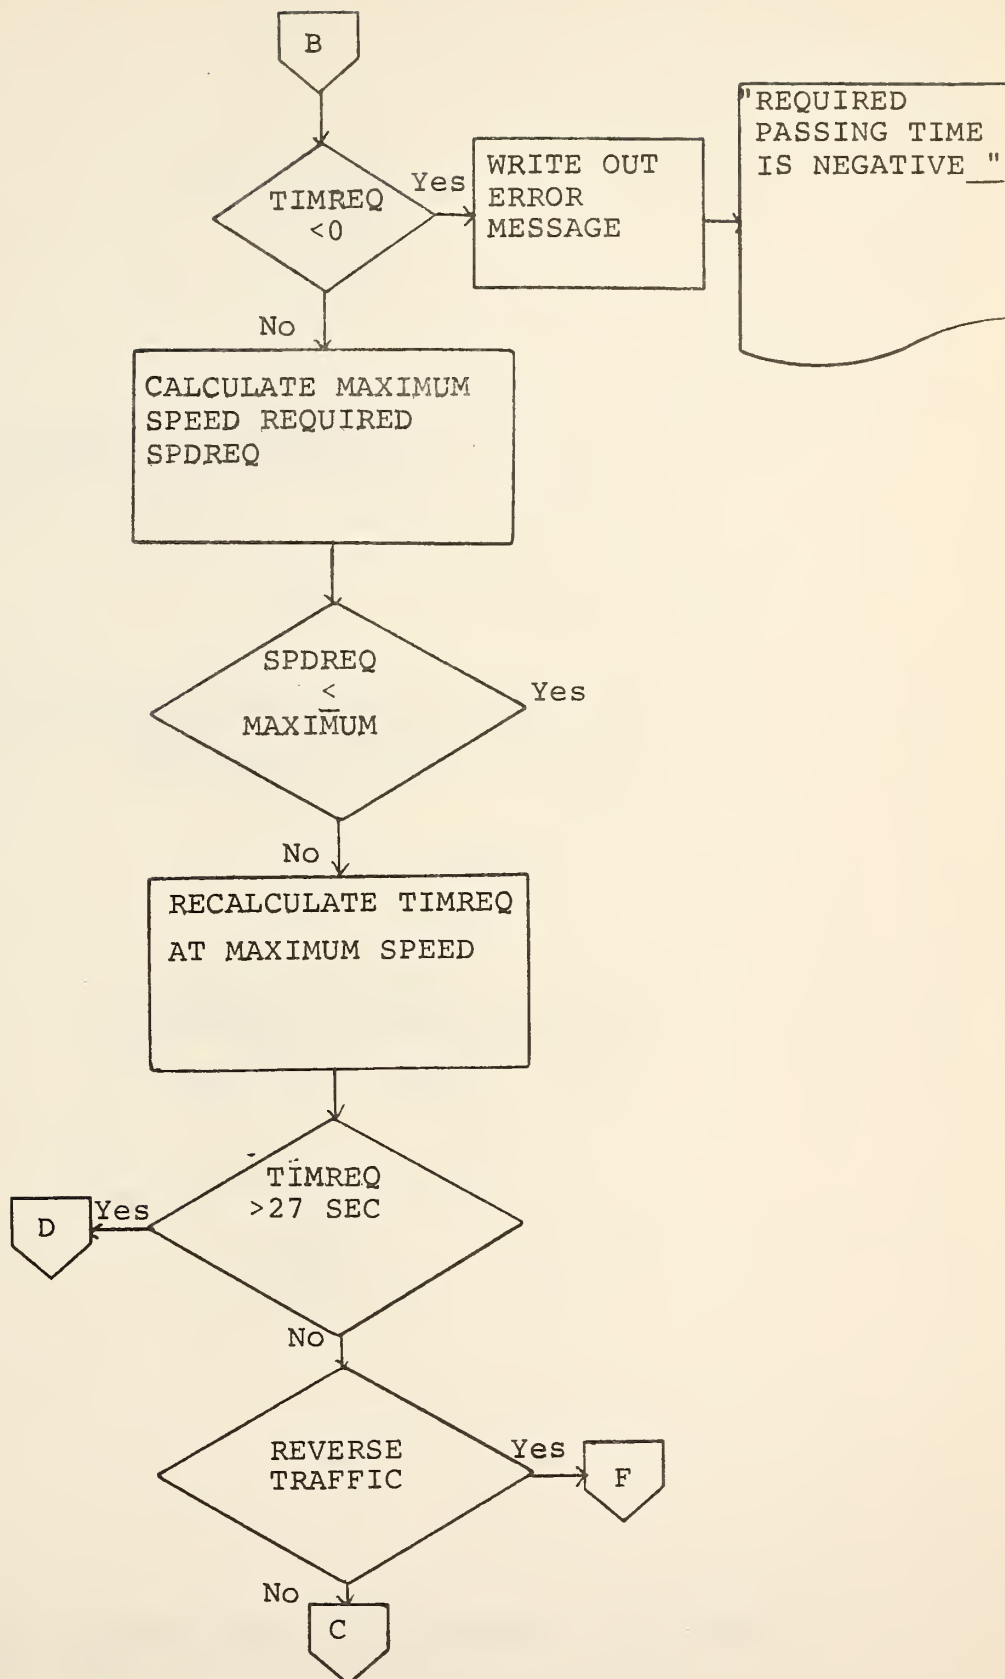 B
TIMREQ
<0
Yes
WRITE OUT
ERROR
MESSAGE
"REQUIRED
PASSING TIME
IS NEGATIVE _"
No
CALCULATE MAXIMUM
SPEED REQUIRED
SPDREQ
SPDREQ
≤
MAXIMUM
Yes
No
RECALCULATE TIMREQ
AT MAXIMUM SPEED
TIMREQ
>27 SEC
Yes
D
No
REVERSE
TRAFFIC
Yes
F
No
C